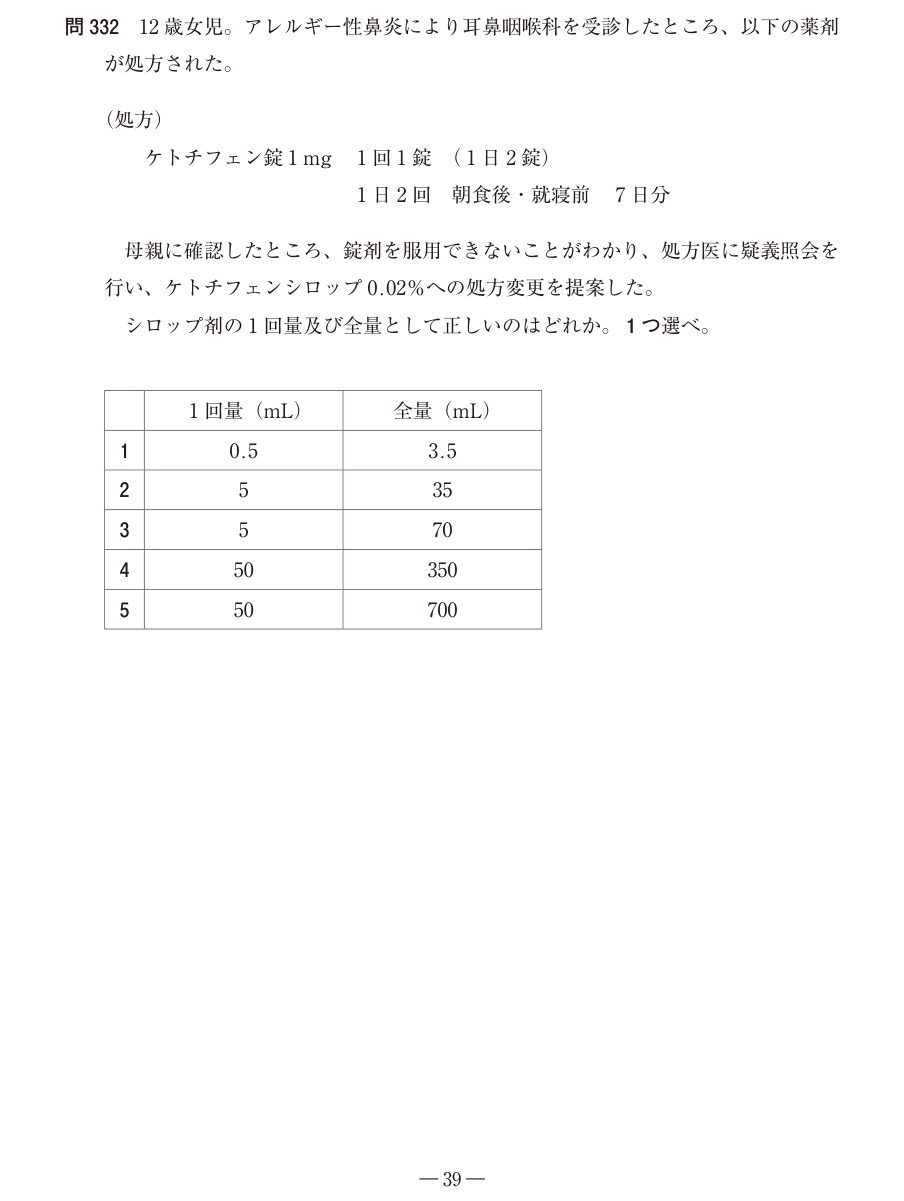 問 332　12 歳女児。アレルギー性鼻炎により耳鼻咽喉科を受診したところ、以下の薬剤
が処方された。
（処方）
ケトチフェン錠 1 mg　1 回 1 錠　（ 1 日 2 錠）
1 日 2 回　朝食後・就寝前　7 日分
母親に確認したところ、錠剤を服用できないことがわかり、処方医に疑義照会を
行い、ケトチフェンシロップ 0.02％への処方変更を提案した。
シロップ剤の 1 回量及び全量として正しいのはどれか。1 つ選べ。
1 回量（mL）　全量（mL）
1　0.5　3.5
2　5　35
3　5　70
4　50　350
5　50　700
― 39 ―